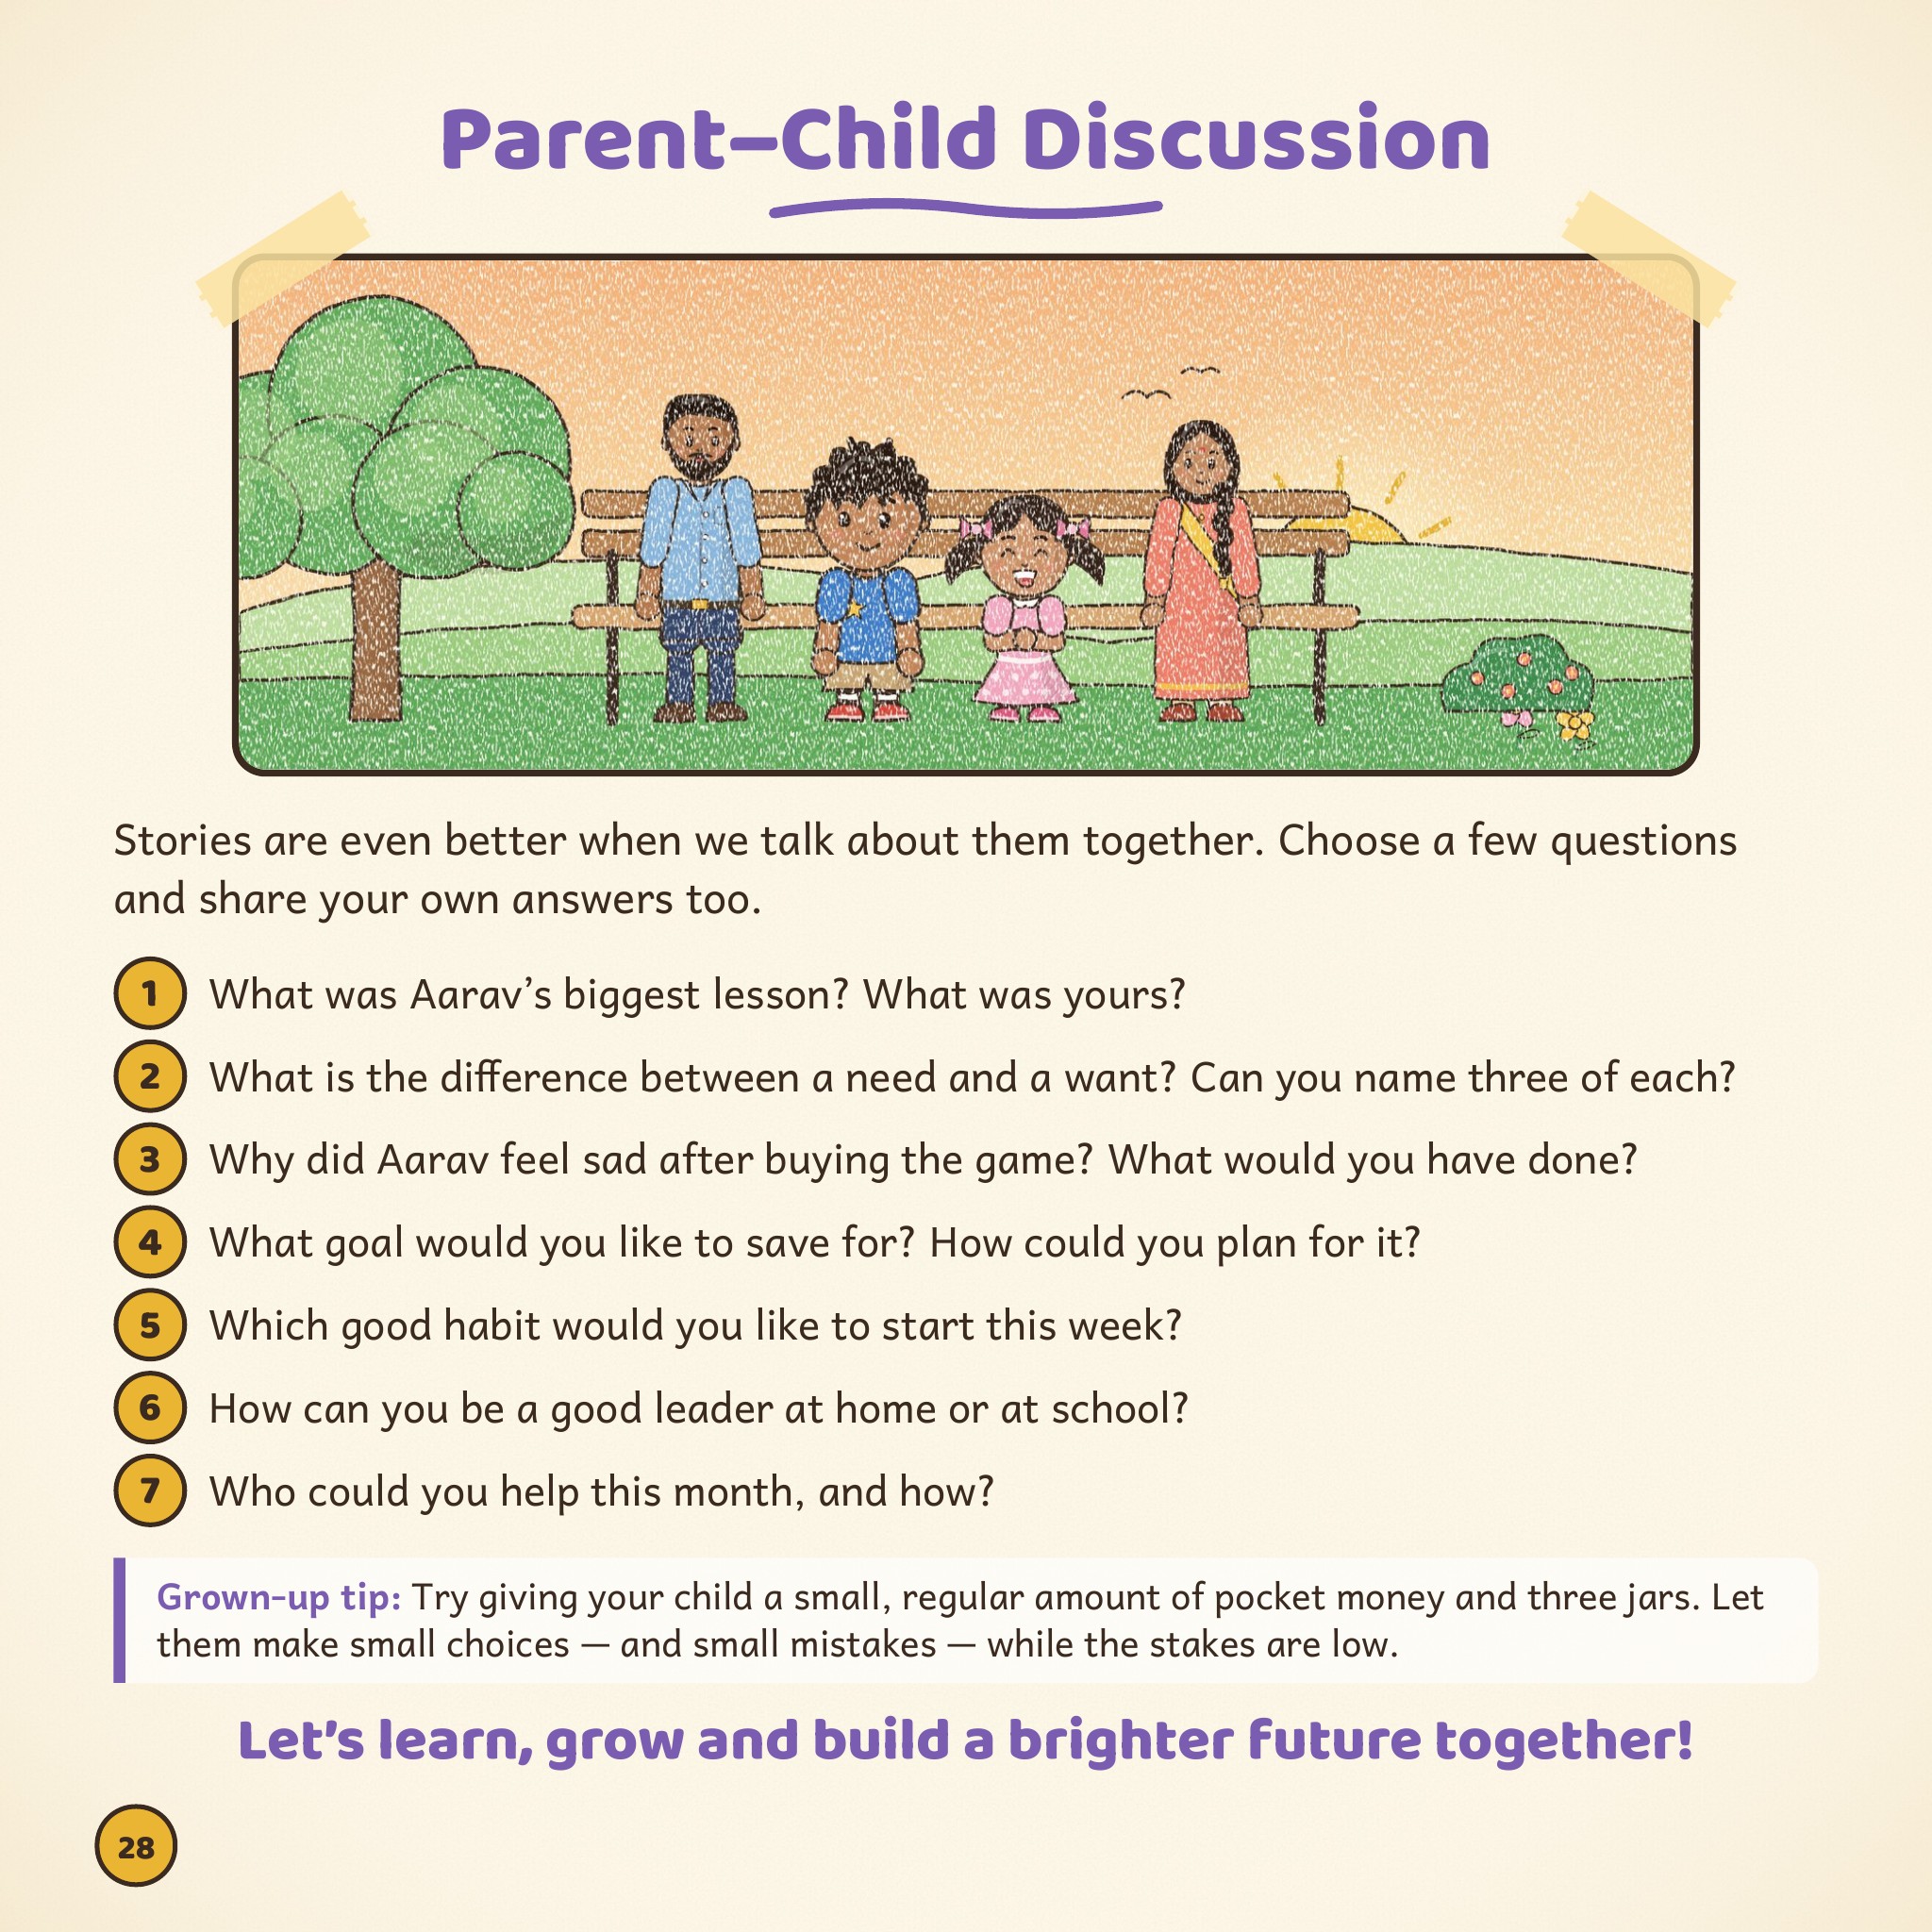 Parent–Child Discussion
Stories are even better when we talk about them together. Choose a few questions
and share your own answers too.
1 What was Aarav’s biggest lesson? What was yours?
2 What is the difference between a need and a want? Can you name three of each?
3 Why did Aarav feel sad after buying the game? What would you have done?
4 What goal would you like to save for? How could you plan for it?
5 Which good habit would you like to start this week?
6 How can you be a good leader at home or at school?
7 Who could you help this month, and how?
Grown-up tip: Try giving your child a small, regular amount of pocket money and three jars. Let
them make small choices — and small mistakes — while the stakes are low.
Let’s learn, grow and build a brighter future together!
28